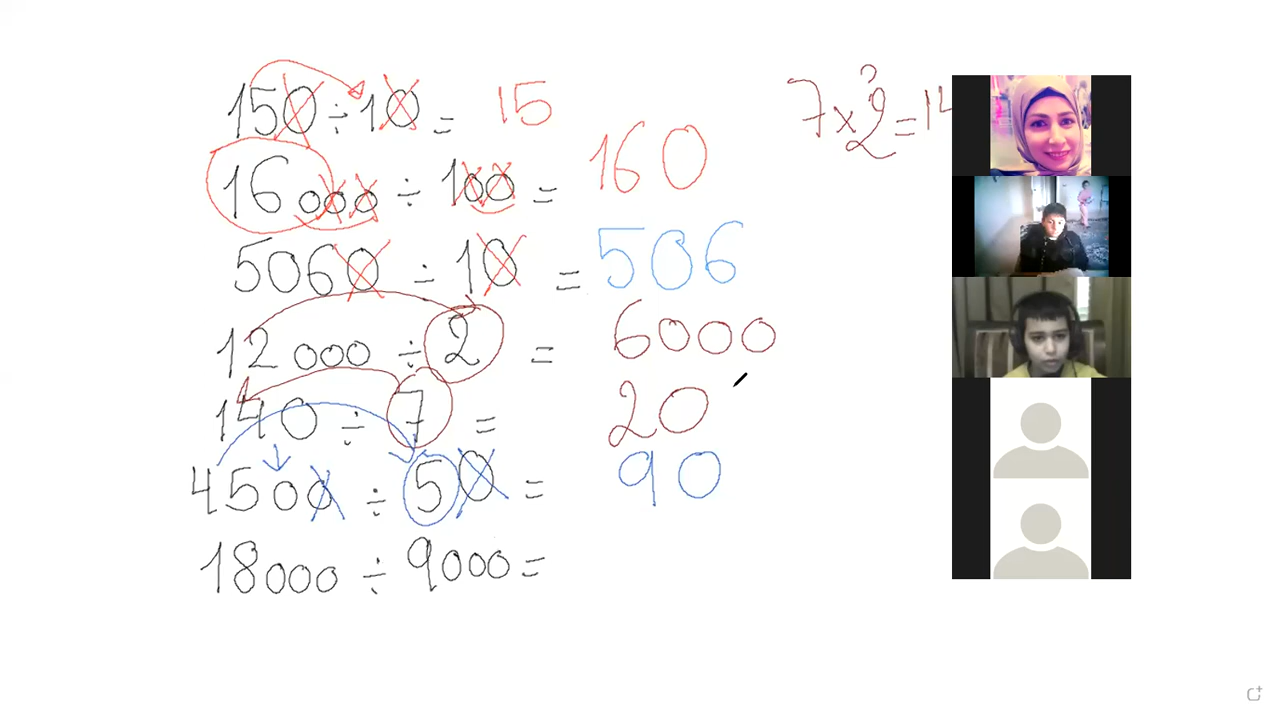 150 ÷ 10 = 15
16000 ÷ 100 = 160
5060 ÷ 10 = 506
12000 ÷ 2 = 6000
140 ÷ 7 = 20
4500 ÷ 50 = 90
18000 ÷ 9000 =
?
7 x 2 = 14